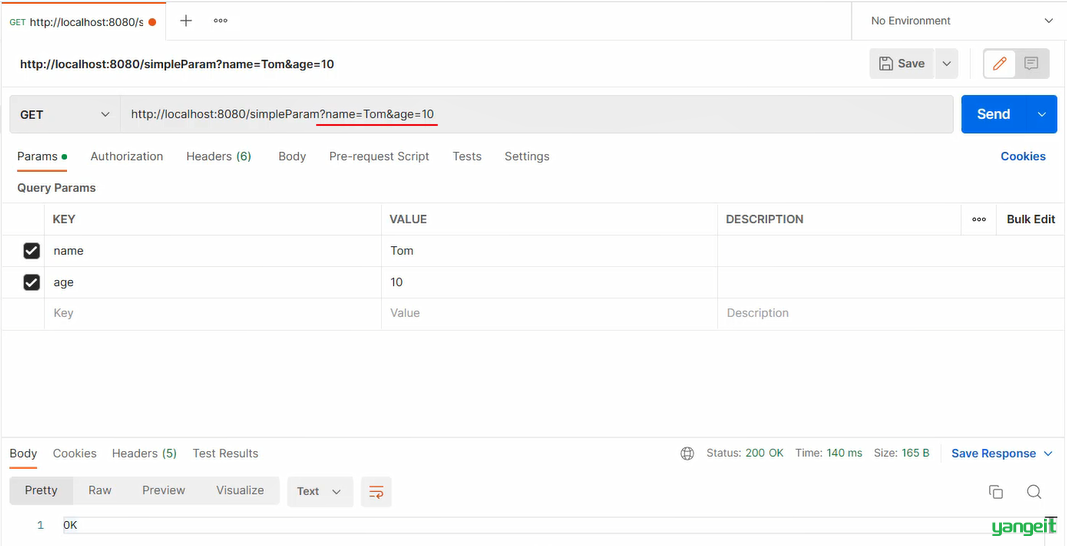 GET http://localhost:8080/s
No Environment
http://localhost:8080/simpleParam?name=Tom&age=10
Save
GET http://localhost:8080/simpleParam?name=Tom&age=10
Send
Params Authorization Headers (6) Body Pre-request Script Tests Settings Cookies
Query Params
KEY VALUE DESCRIPTION Bulk Edit
name Tom
age 10
Key Value Description
Body Cookies Headers (5) Test Results Status: 200 OK Time: 140 ms Size: 165 B Save Response
Pretty Raw Preview Visualize Text
1 OK
yangeit